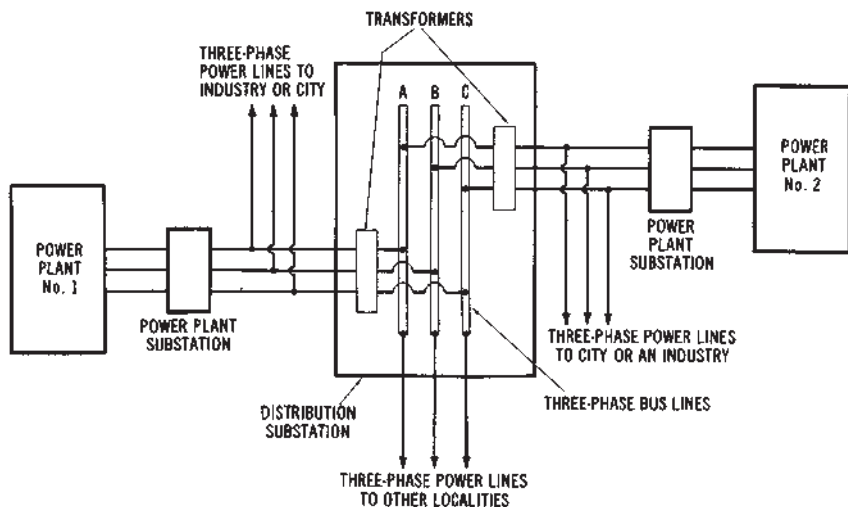 TRANSFORMERS
THREE-PHASE
POWER LINES TO
INDUSTRY OR CITY
A B C
POWER
PLANT
No. 2
POWER
PLANT
No. 1
POWER PLANT
SUBSTATION
POWER
PLANT
SUBSTATION
THREE-PHASE POWER LINES
TO CITY OR AN INDUSTRY
THREE-PHASE BUS LINES
DISTRIBUTION
SUBSTATION
THREE-PHASE POWER LINES
TO OTHER LOCALITIES